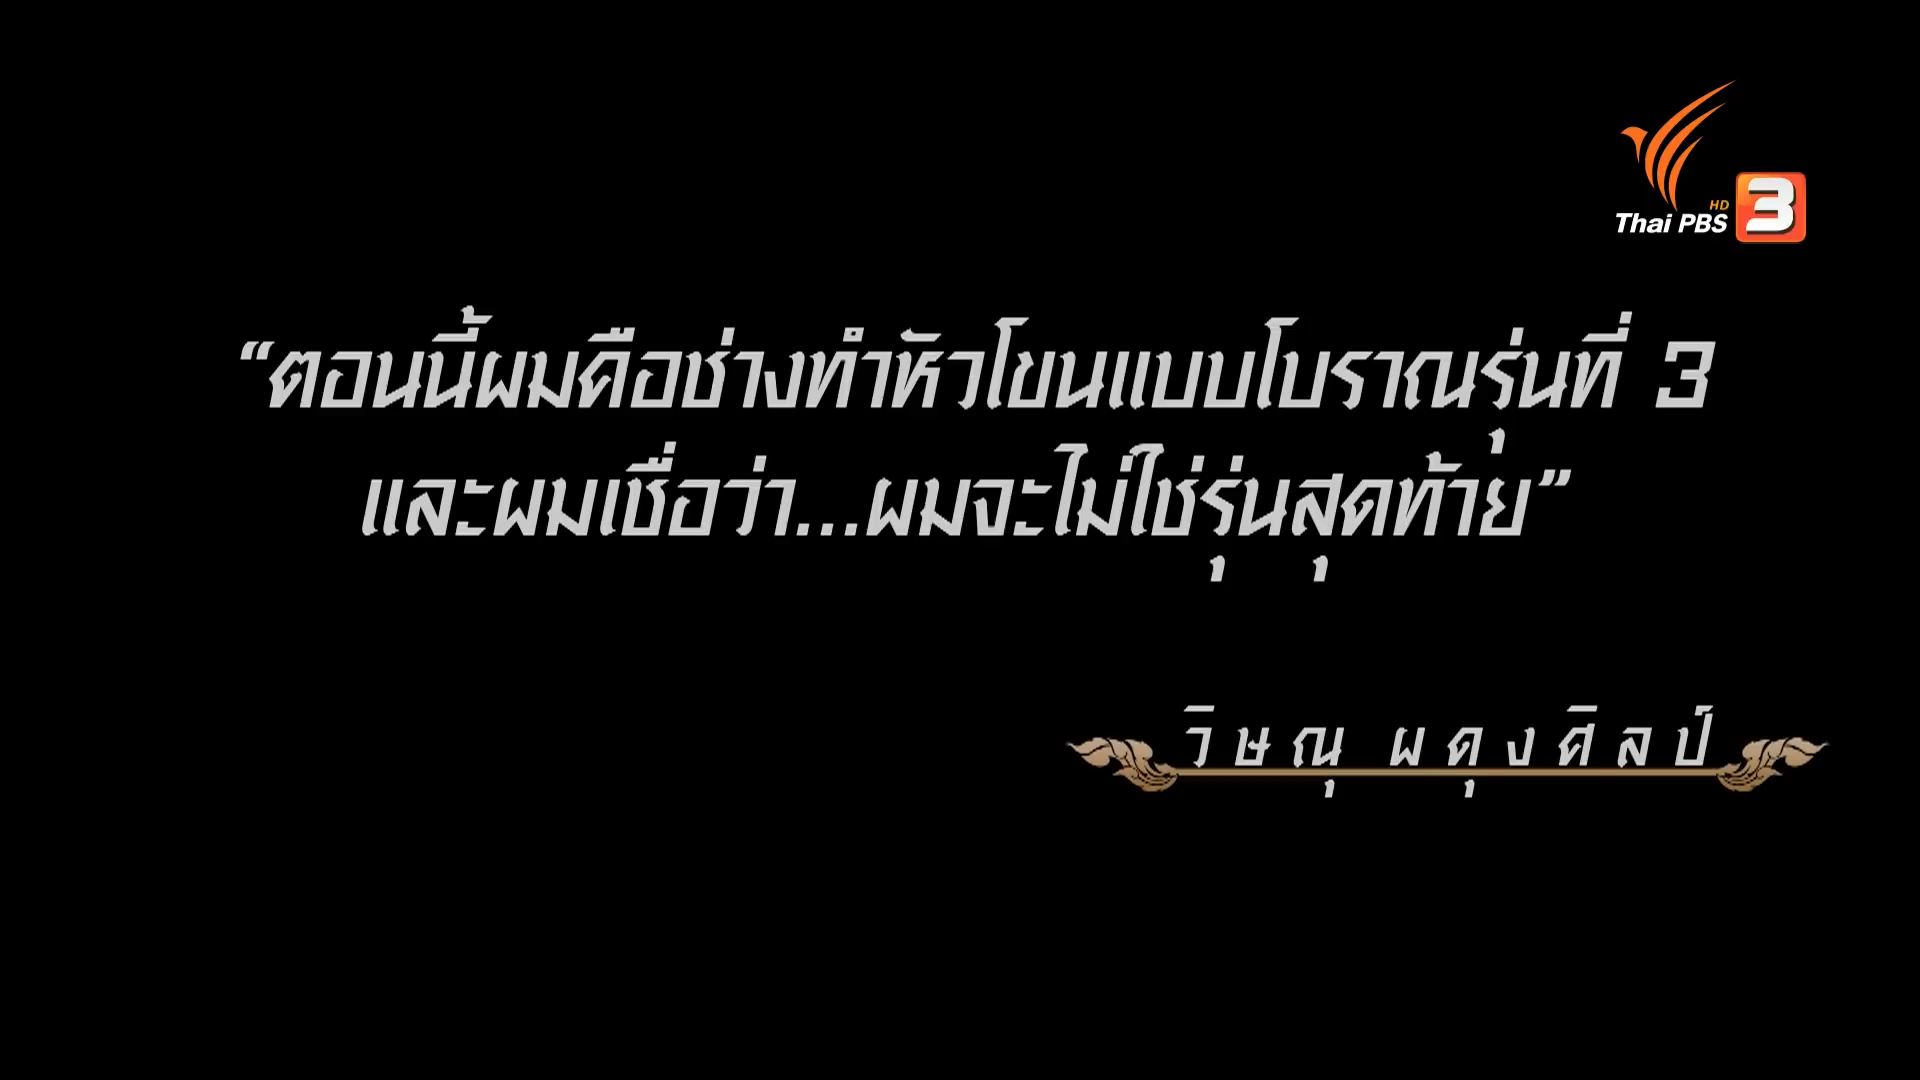 HD
Thai PBS 3
“ตอนนี้ผมคือช่างทำหัวโขนแบบโบราณรุ่นที่ 3
และผมเชื่อว่า...ผมจะไม่ใช่รุ่นสุดท้าย”
วิษณุ ผดุงศิลป์